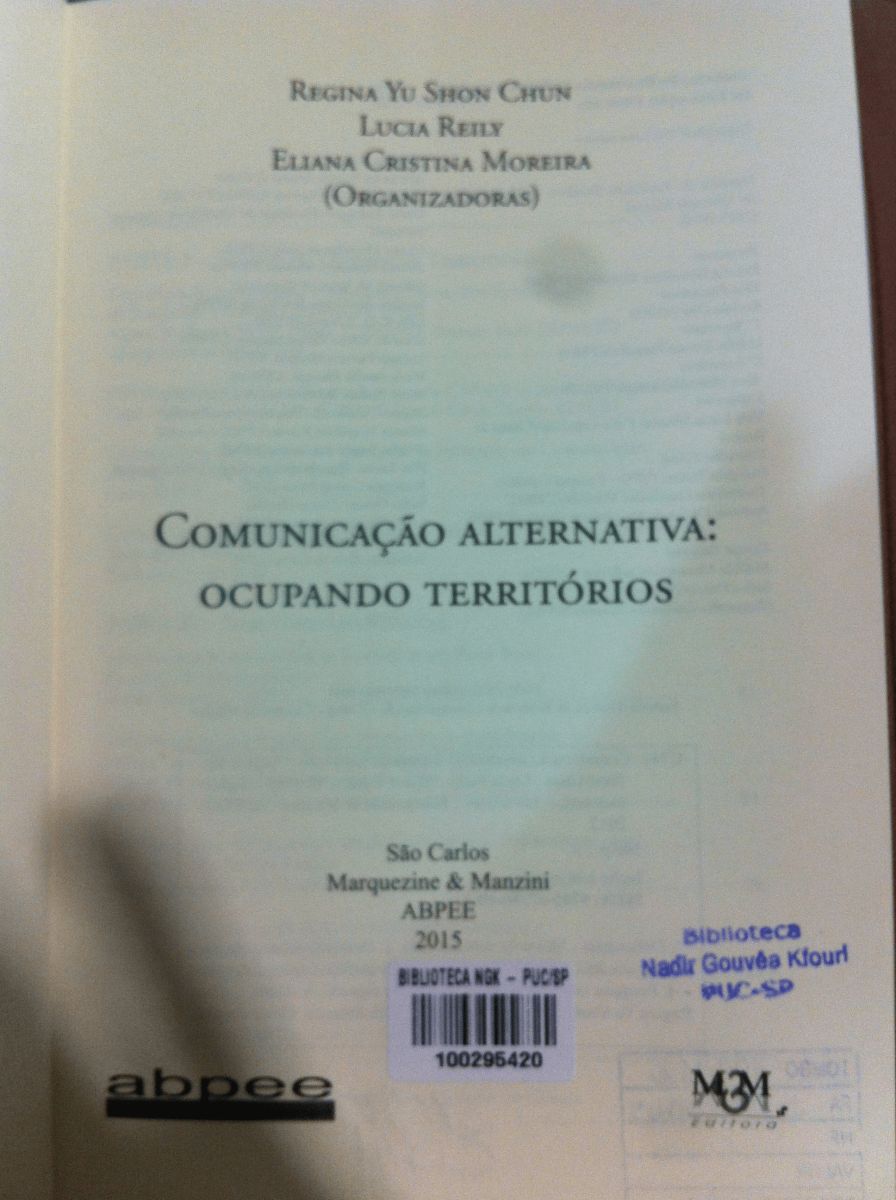 REGINA YU SHON CHUN
LUCIA REILY
ELIANA CRISTINA MOREIRA
(ORGANIZADORAS)
COMUNICAÇÃO ALTERNATIVA:
OCUPANDO TERRITÓRIOS
São Carlos
Marquezine & Manzini
ABPEE
2015
Biblioteca
Nadir Gouvêa Kfouri
PUC-SP
BIBLIOTECA NGK - PUC/SP
100295420
abpee
M&M
Editora